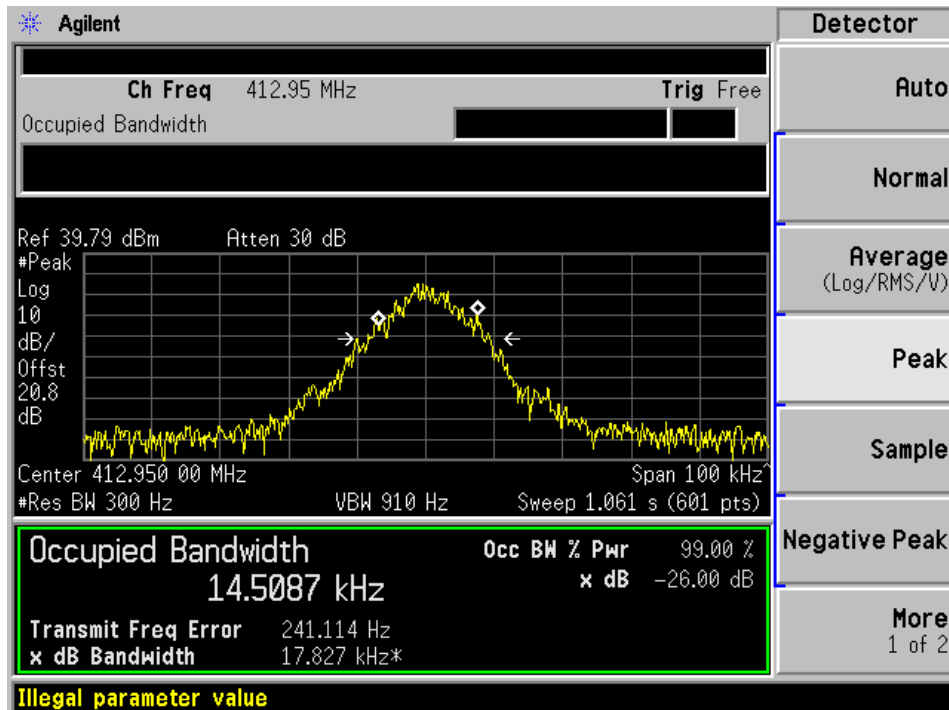 Agilent
Detector
Ch Freq 412.95 MHz Trig Free
Occupied Bandwidth
Auto
Normal
Average
(Log/RMS/V)
Peak
Sample
Negative Peak
More
1 of 2
Ref 39.79 dBm Atten 30 dB
#Peak
Log
10
dB/
Offst
20.8
dB
Center 412.950 00 MHz Span 100 kHz^
#Res BW 300 Hz VBW 910 Hz Sweep 1.061 s (601 pts)
Occupied Bandwidth Occ BW % Pwr 99.00 %
14.5087 kHz x dB -26.00 dB
Transmit Freq Error 241.114 Hz
x dB Bandwidth 17.827 kHz*
Illegal parameter value